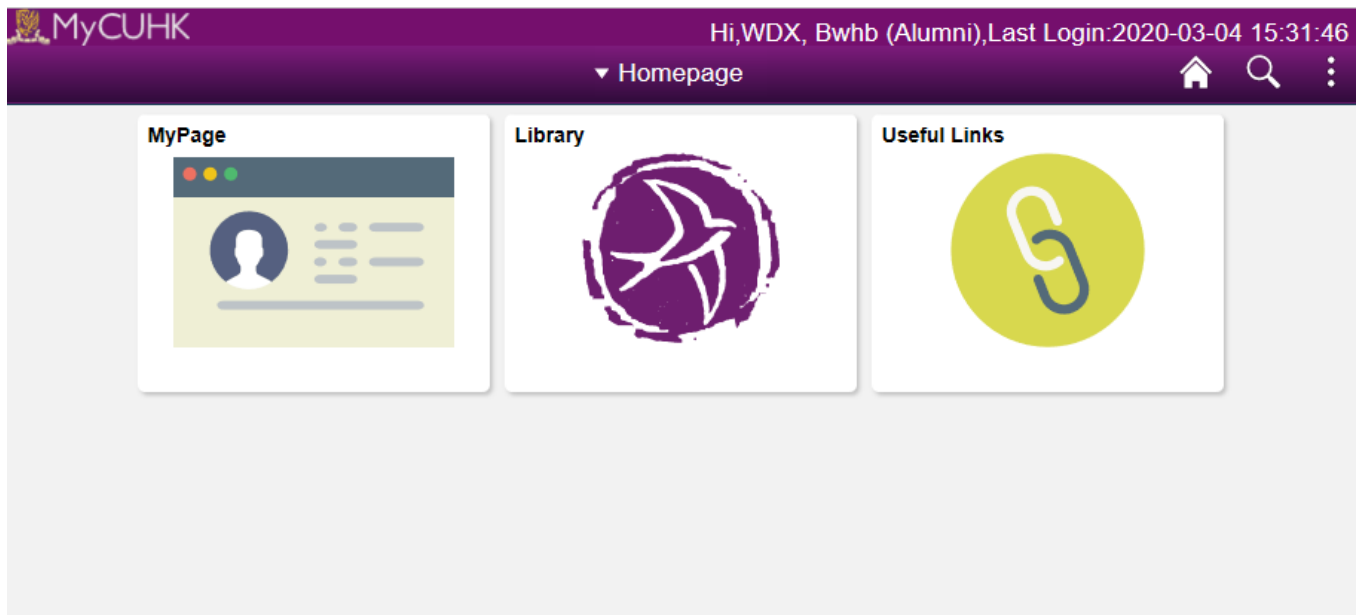 MyCUHK
Hi,WDX, Bwhb (Alumni),Last Login:2020-03-04 15:31:46
Homepage
MyPage
Library
Useful Links